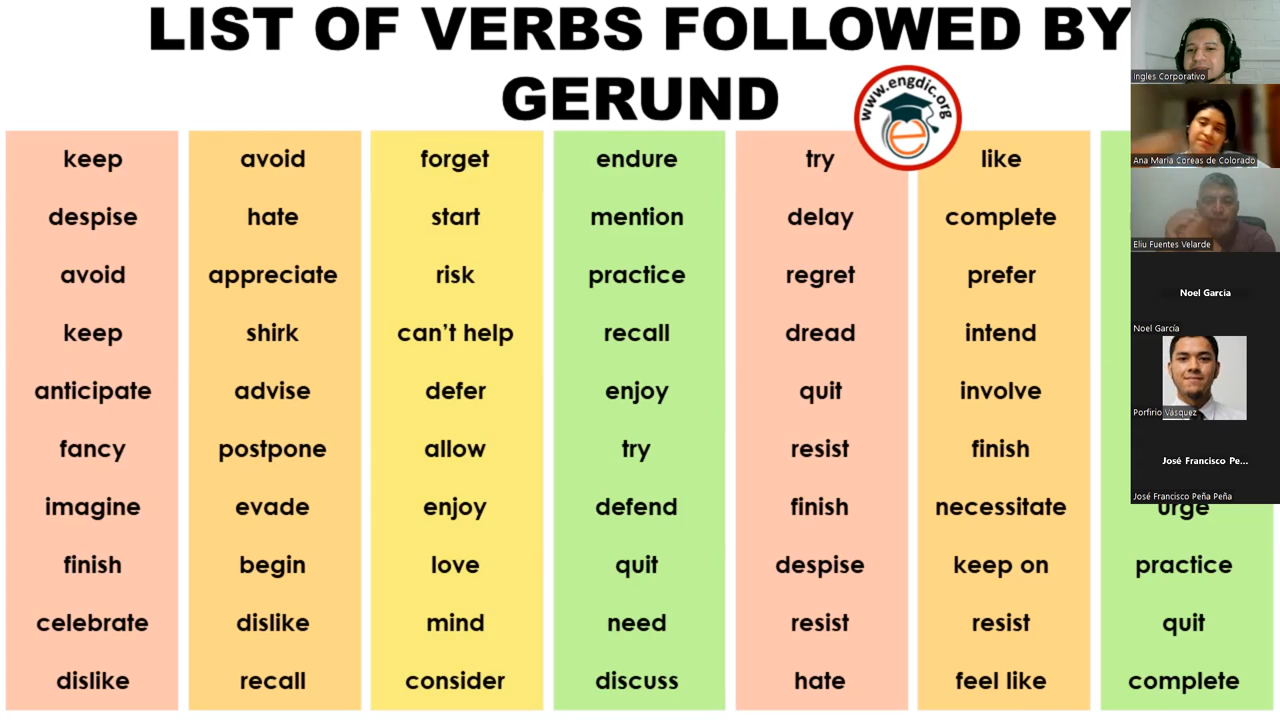 LIST OF VERBS FOLLOWED BY
GERUND
www.engdic.org
e
keep
despise
avoid
keep
anticipate
fancy
imagine
finish
celebrate
dislike
avoid
hate
appreciate
shirk
advise
postpone
evade
begin
dislike
recall
forget
start
risk
can't help
defer
allow
enjoy
love
mind
consider
endure
mention
practice
recall
enjoy
try
defend
quit
need
discuss
try
delay
regret
dread
quit
resist
finish
despise
resist
hate
like
complete
prefer
intend
involve
finish
necessitate
keep on
resist
feel like
urge
practice
quit
complete
Ingles Corporativo
Ana María Coreas de Colorado
Eliu Fuentes Velarde
Noel Garcia
Noel García
Porfirio Vásquez
José Francisco Pe...
José Francisco Peña Peña